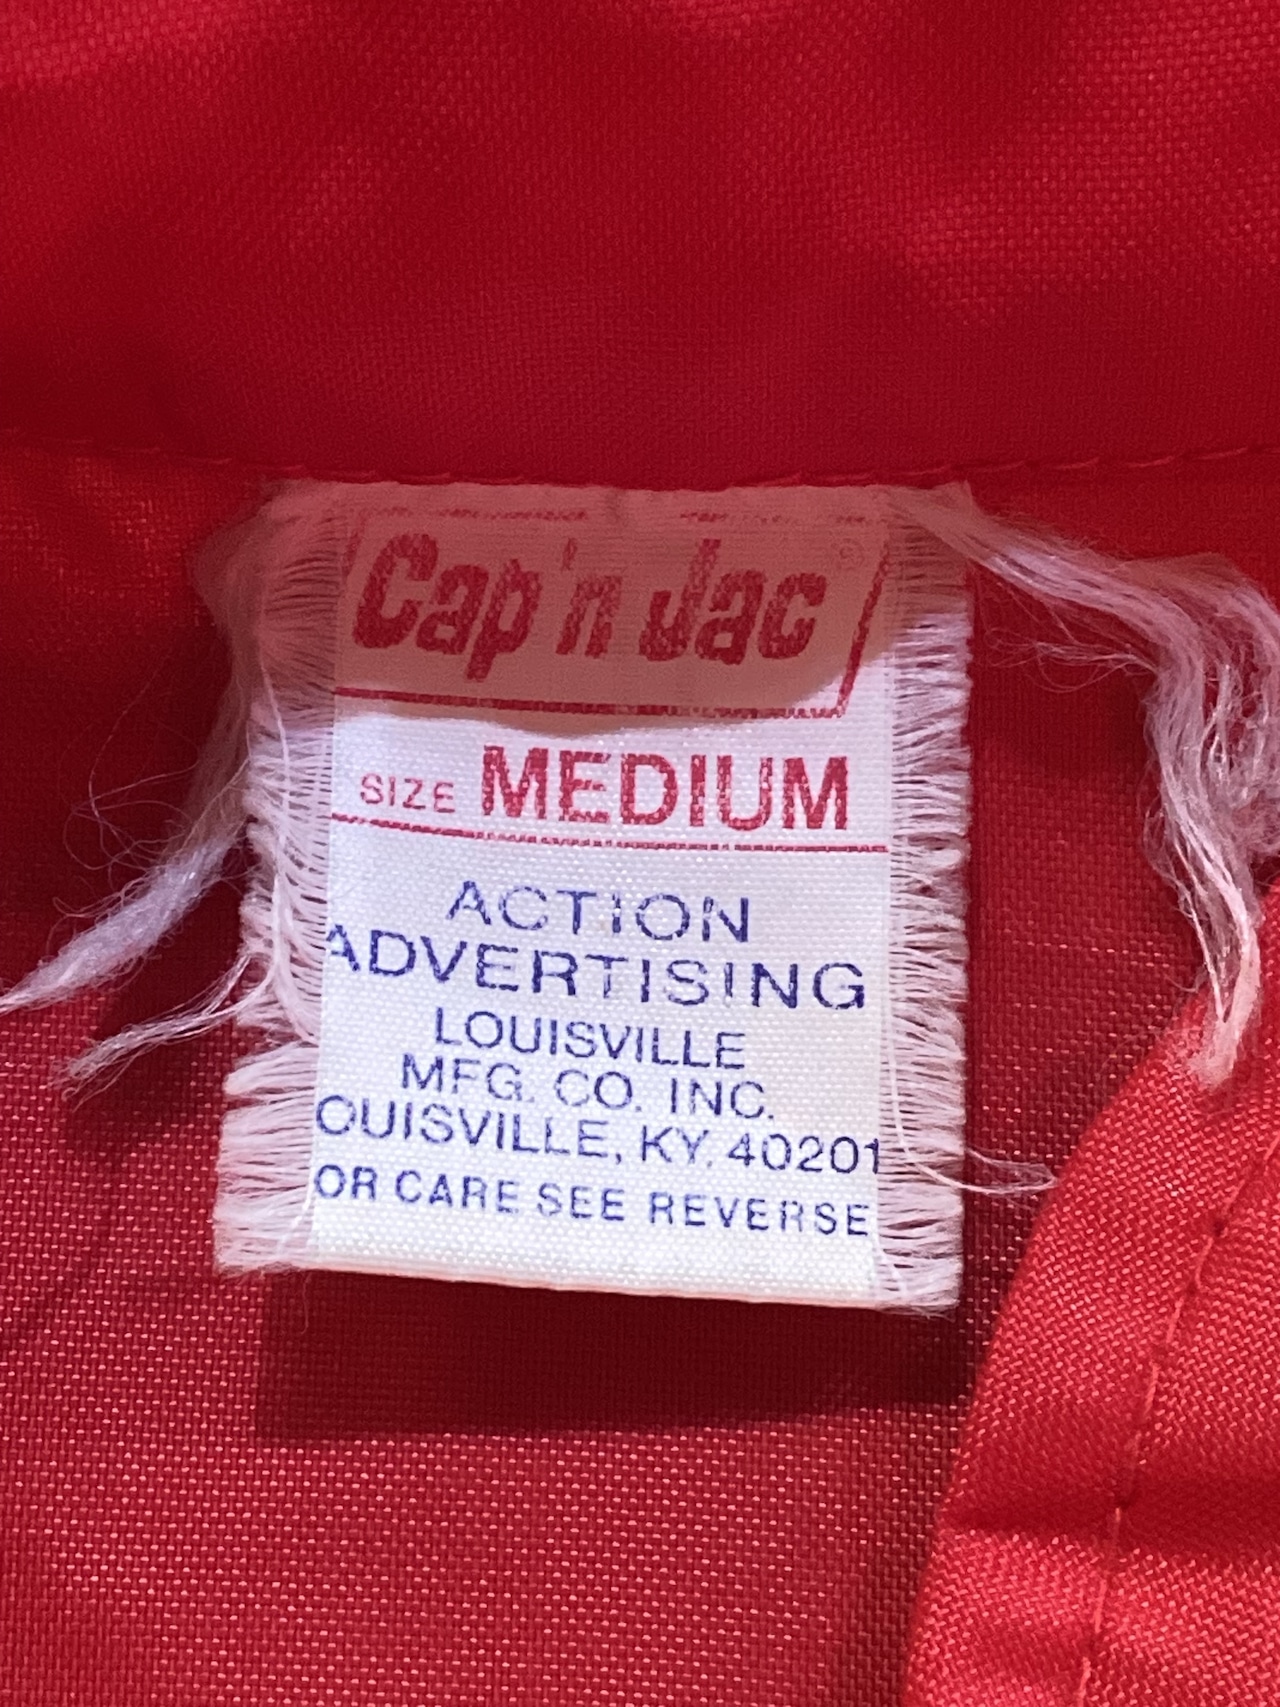 Cap'n Jac ®
SIZE MEDIUM
ACTION
ADVERTISING
LOUISVILLE
MFG. CO. INC.
OUISVILLE, KY. 40201
OR CARE SEE REVERSE